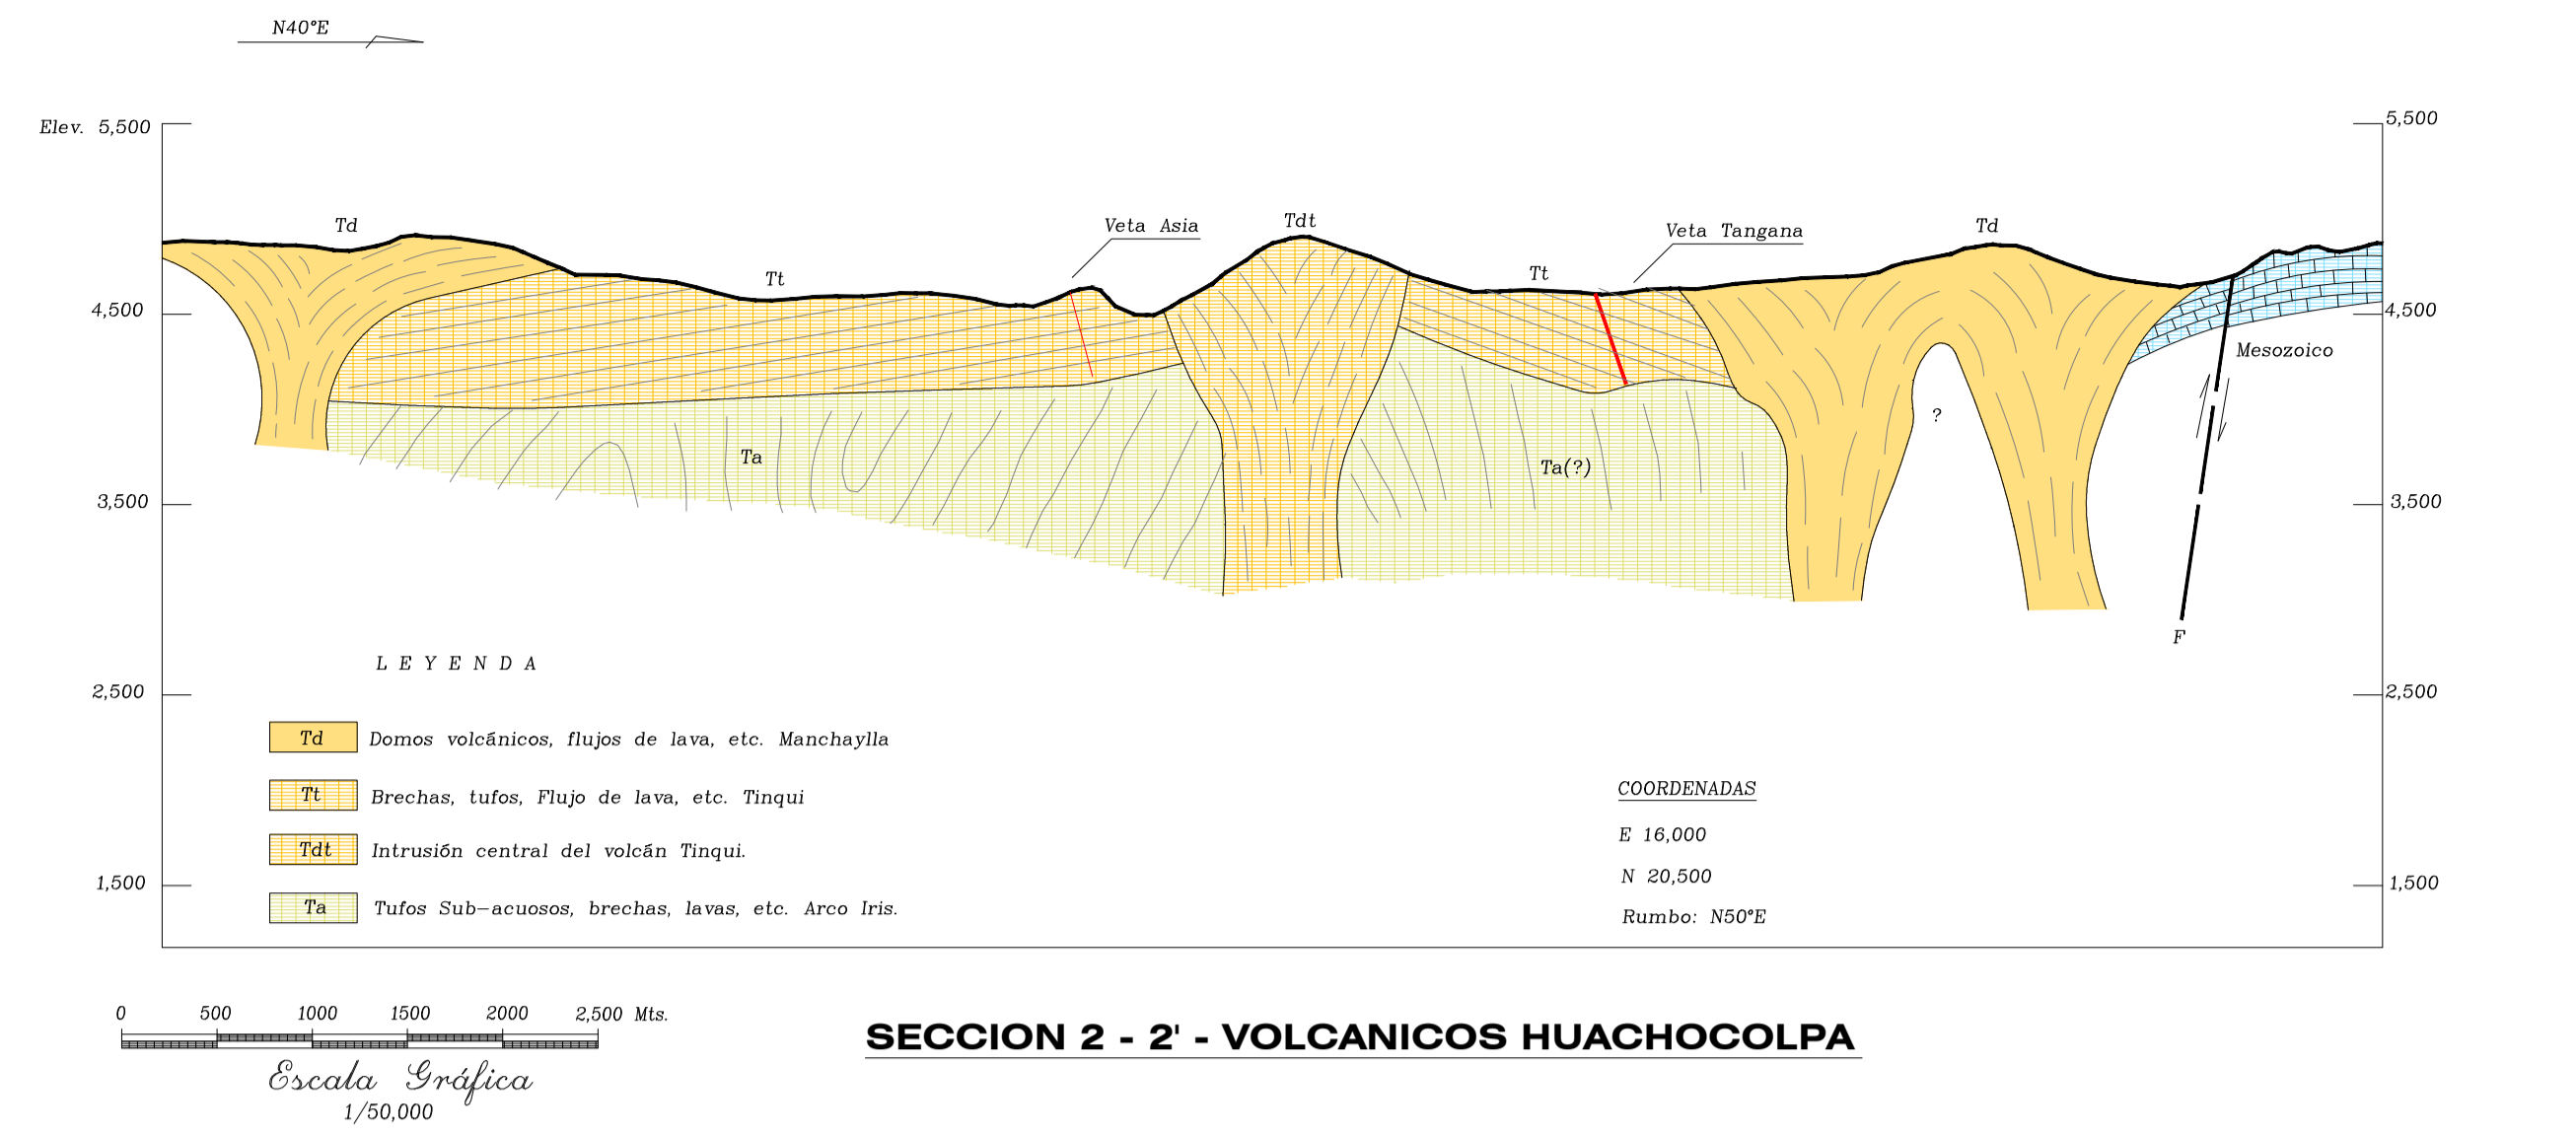 N40°E
Elev. 5,500
5,500
Td
Tdt
Td
Veta Asia
Veta Tangana
Tt
Tt
4,500
4,500
Mesozoico
?
Ta
Ta(?)
3,500
3,500
F
LEYENDA
2,500
2,500
Td Domos volcánicos, flujos de lava, etc. Manchaylla
Tt Brechas, tufos, Flujo de lava, etc. Tinqui
Tdt Intrusión central del volcán Tinqui.
Ta Tufos Sub-acuosos, brechas, lavas, etc. Arco Iris.
COORDENADAS
E 16,000
N 20,500
Rumbo: N50°E
1,500
1,500
0 500 1000 1500 2000 2,500 Mts.
Escala Gráfica
1/50,000
SECCION 2 - 2' - VOLCANICOS HUACHOCOLPA